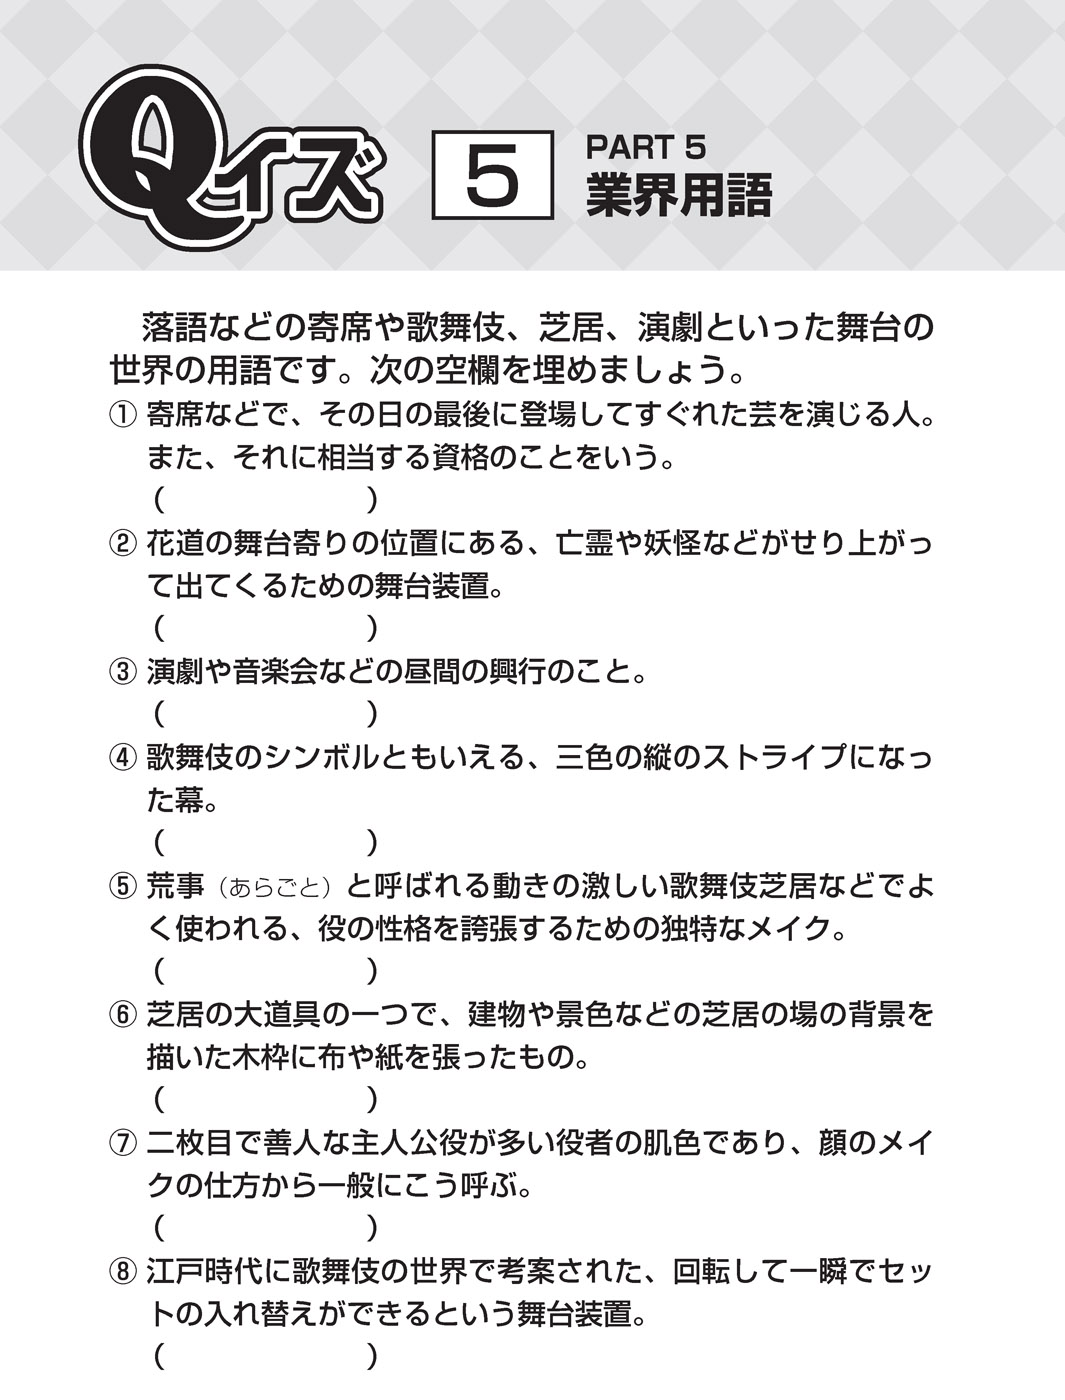 Qイズ 5 PART 5
業界用語
落語などの寄席や歌舞伎、芝居、演劇といった舞台の
世界の用語です。次の空欄を埋めましょう。
① 寄席などで、その日の最後に登場してすぐれた芸を演じる人。
また、それに相当する資格のことをいう。
(　　　　　　　)
② 花道の舞台寄りの位置にある、亡霊や妖怪などがせり上がっ
て出てくるための舞台装置。
(　　　　　　　)
③ 演劇や音楽会などの昼間の興行のこと。
(　　　　　　　)
④ 歌舞伎のシンボルともいえる、三色の縦のストライプになっ
た幕。
(　　　　　　　)
⑤ 荒事（あらごと）と呼ばれる動きの激しい歌舞伎芝居などでよ
く使われる、役の性格を誇張するための独特なメイク。
(　　　　　　　)
⑥ 芝居の大道具の一つで、建物や景色などの芝居の場の背景を
描いた木枠に布や紙を張ったもの。
(　　　　　　　)
⑦ 二枚目で善人な主人公役が多い役者の肌色であり、顔のメイ
クの仕方から一般にこう呼ぶ。
(　　　　　　　)
⑧ 江戸時代に歌舞伎の世界で考案された、回転して一瞬でセッ
トの入れ替えができるという舞台装置。
(　　　　　　　)